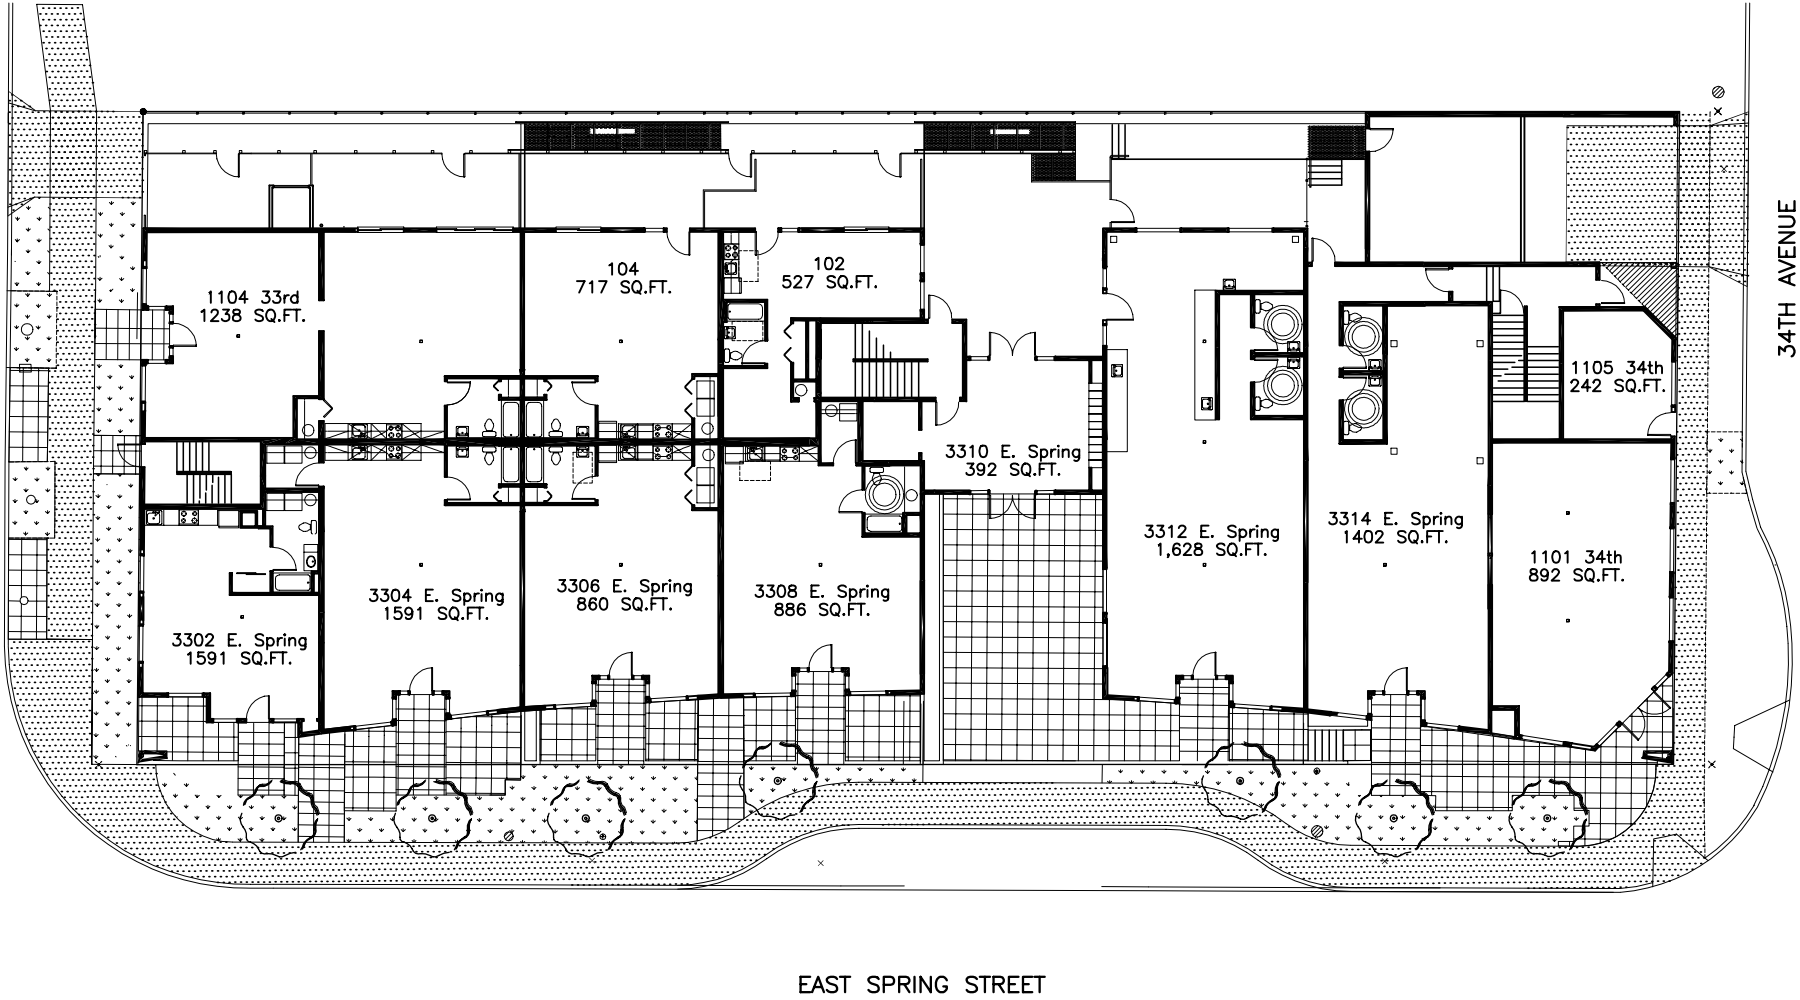 104
717 SQ.FT.
102
527 SQ.FT.
1104 33rd
1238 SQ.FT.
34TH AVENUE
1105 34th
242 SQ.FT.
3310 E. Spring
392 SQ.FT.
3312 E. Spring
1,628 SQ.FT.
3314 E. Spring
1402 SQ.FT.
1101 34th
892 SQ.FT.
3306 E. Spring
860 SQ.FT.
3308 E. Spring
886 SQ.FT.
3304 E. Spring
1591 SQ.FT.
3302 E. Spring
1591 SQ.FT.
EAST SPRING STREET